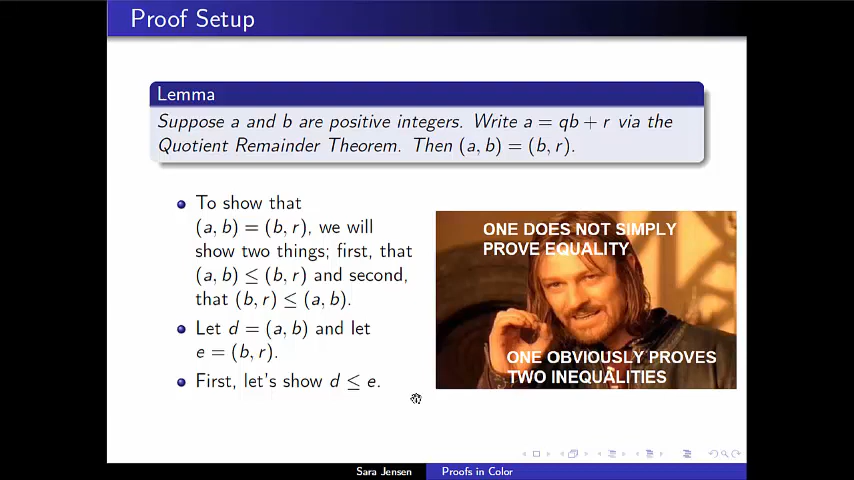 Proof Setup
Lemma
Suppose a and b are positive integers. Write a = qb + r via the
Quotient Remainder Theorem. Then (a, b) = (b, r).
To show that
(a, b) = (b, r), we will
show two things; first, that
(a, b) ≤ (b, r) and second,
that (b, r) ≤ (a, b).
Let d = (a, b) and let
e = (b, r).
First, let's show d ≤ e.
ONE DOES NOT SIMPLY
PROVE EQUALITY
ONE OBVIOUSLY PROVES
TWO INEQUALITIES
Sara Jensen
Proofs in Color